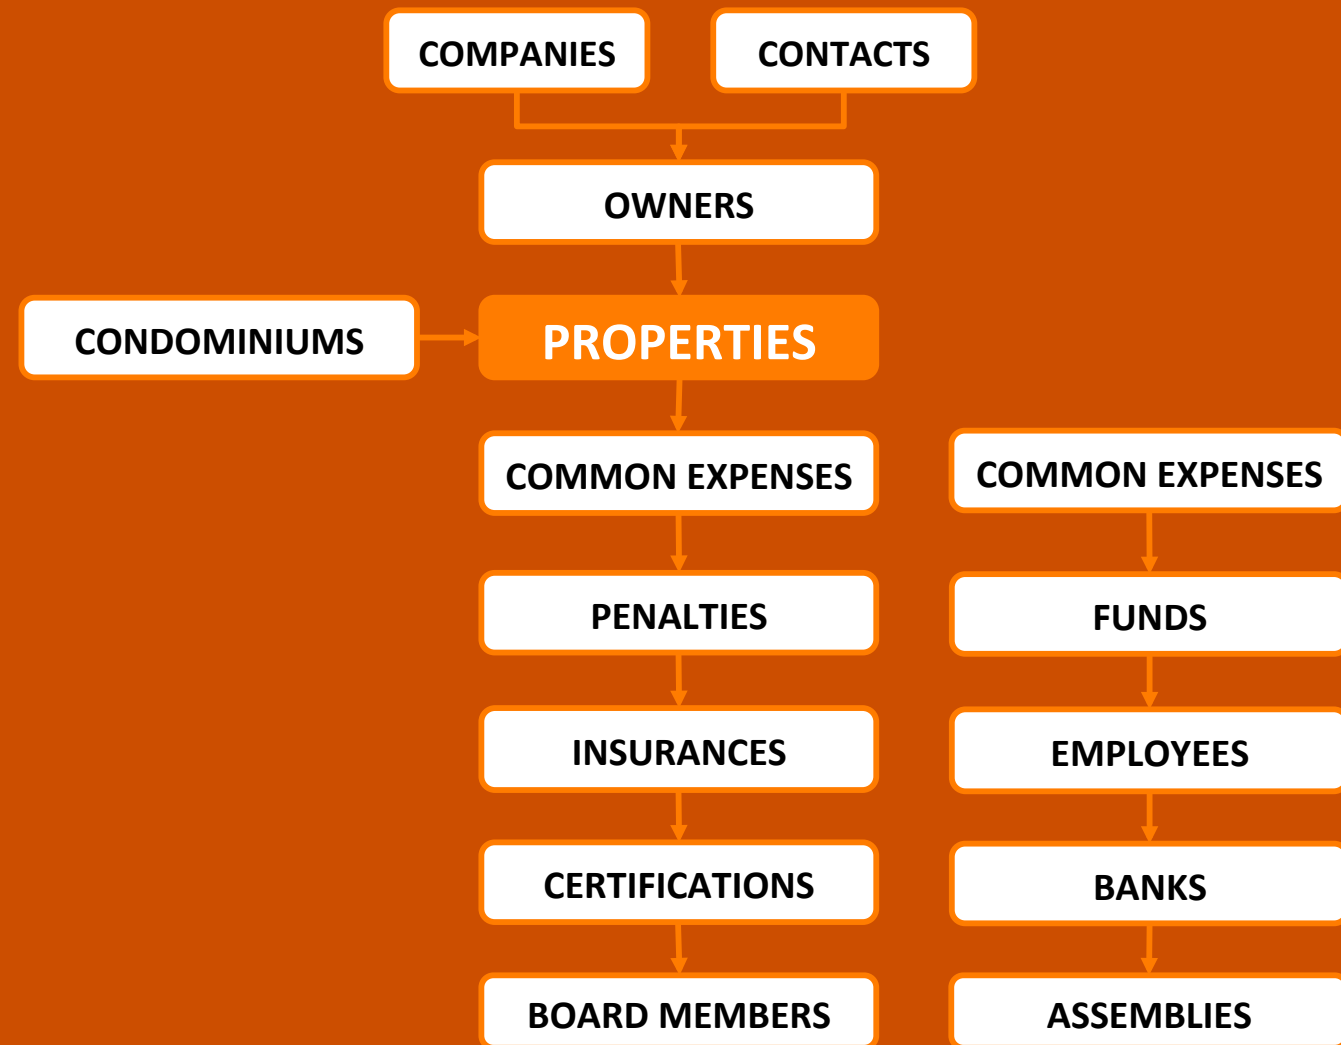 COMPANIES
CONTACTS
OWNERS
CONDOMINIUMS
PROPERTIES
COMMON EXPENSES
COMMON EXPENSES
PENALTIES
FUNDS
INSURANCES
EMPLOYEES
CERTIFICATIONS
BANKS
BOARD MEMBERS
ASSEMBLIES